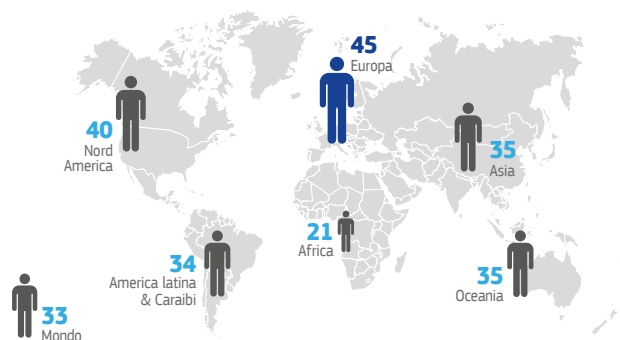 45
Europa
40
Nord
America
35
Asia
21
Africa
34
America latina
& Caraibi
35
Oceania
33
Mondo